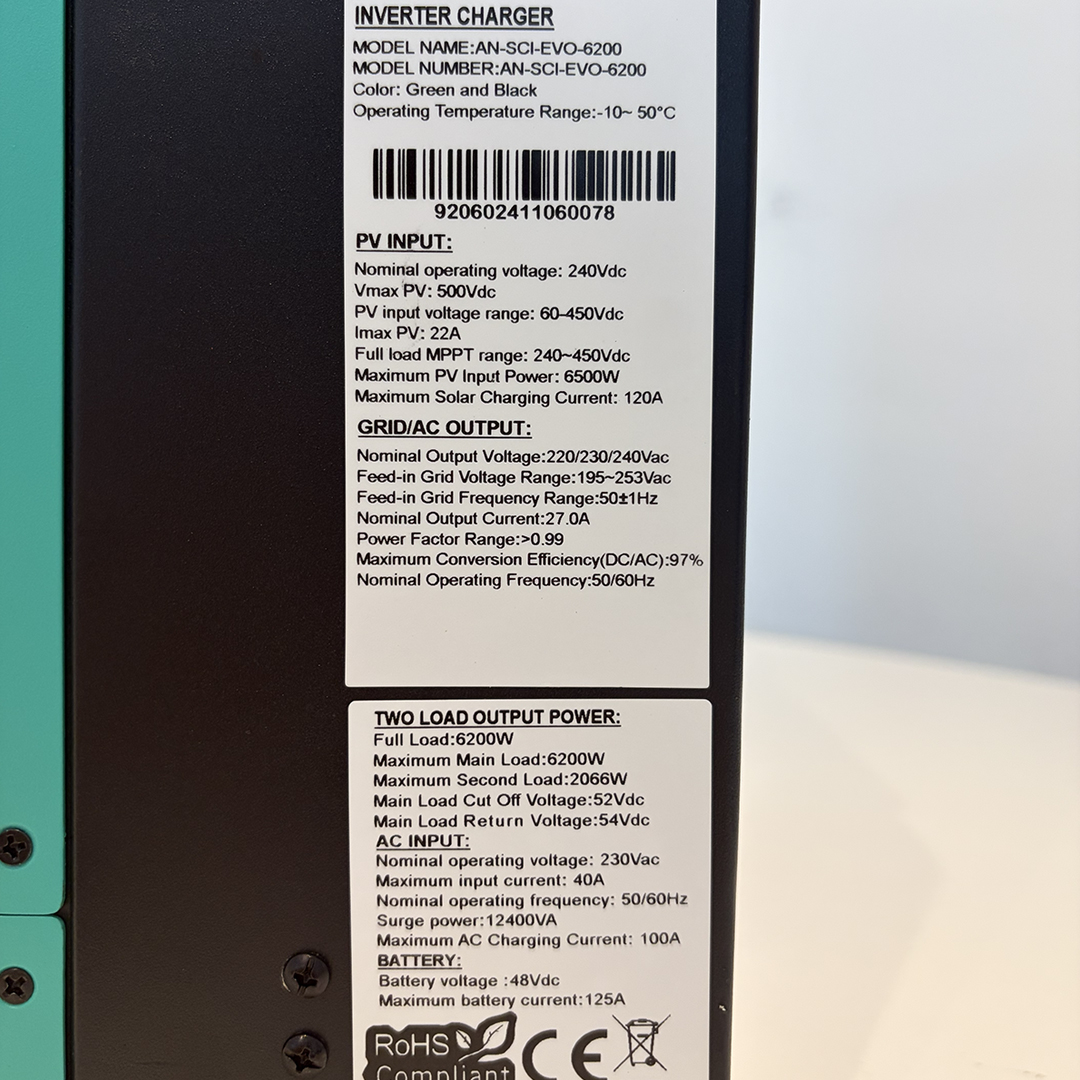 INVERTER CHARGER
MODEL NAME:AN-SCI-EVO-6200
MODEL NUMBER:AN-SCI-EVO-6200
Color: Green and Black
Operating Temperature Range:-10~ 50°C
920602411060078
PV INPUT:
Nominal operating voltage: 240Vdc
Vmax PV: 500Vdc
PV input voltage range: 60-450Vdc
Imax PV: 22A
Full load MPPT range: 240~450Vdc
Maximum PV Input Power: 6500W
Maximum Solar Charging Current: 120A
GRID/AC OUTPUT:
Nominal Output Voltage:220/230/240Vac
Feed-in Grid Voltage Range:195~253Vac
Feed-in Grid Frequency Range:50±1Hz
Nominal Output Current:27.0A
Power Factor Range:>0.99
Maximum Conversion Efficiency(DC/AC):97%
Nominal Operating Frequency:50/60Hz
TWO LOAD OUTPUT POWER:
Full Load:6200W
Maximum Main Load:6200W
Maximum Second Load:2066W
Main Load Cut Off Voltage:52Vdc
Main Load Return Voltage:54Vdc
AC INPUT:
Nominal operating voltage: 230Vac
Maximum input current: 40A
Nominal operating frequency: 50/60Hz
Surge power:12400VA
Maximum AC Charging Current: 100A
BATTERY:
Battery voltage :48Vdc
Maximum battery current:125A
RoHS
Compliant
CE